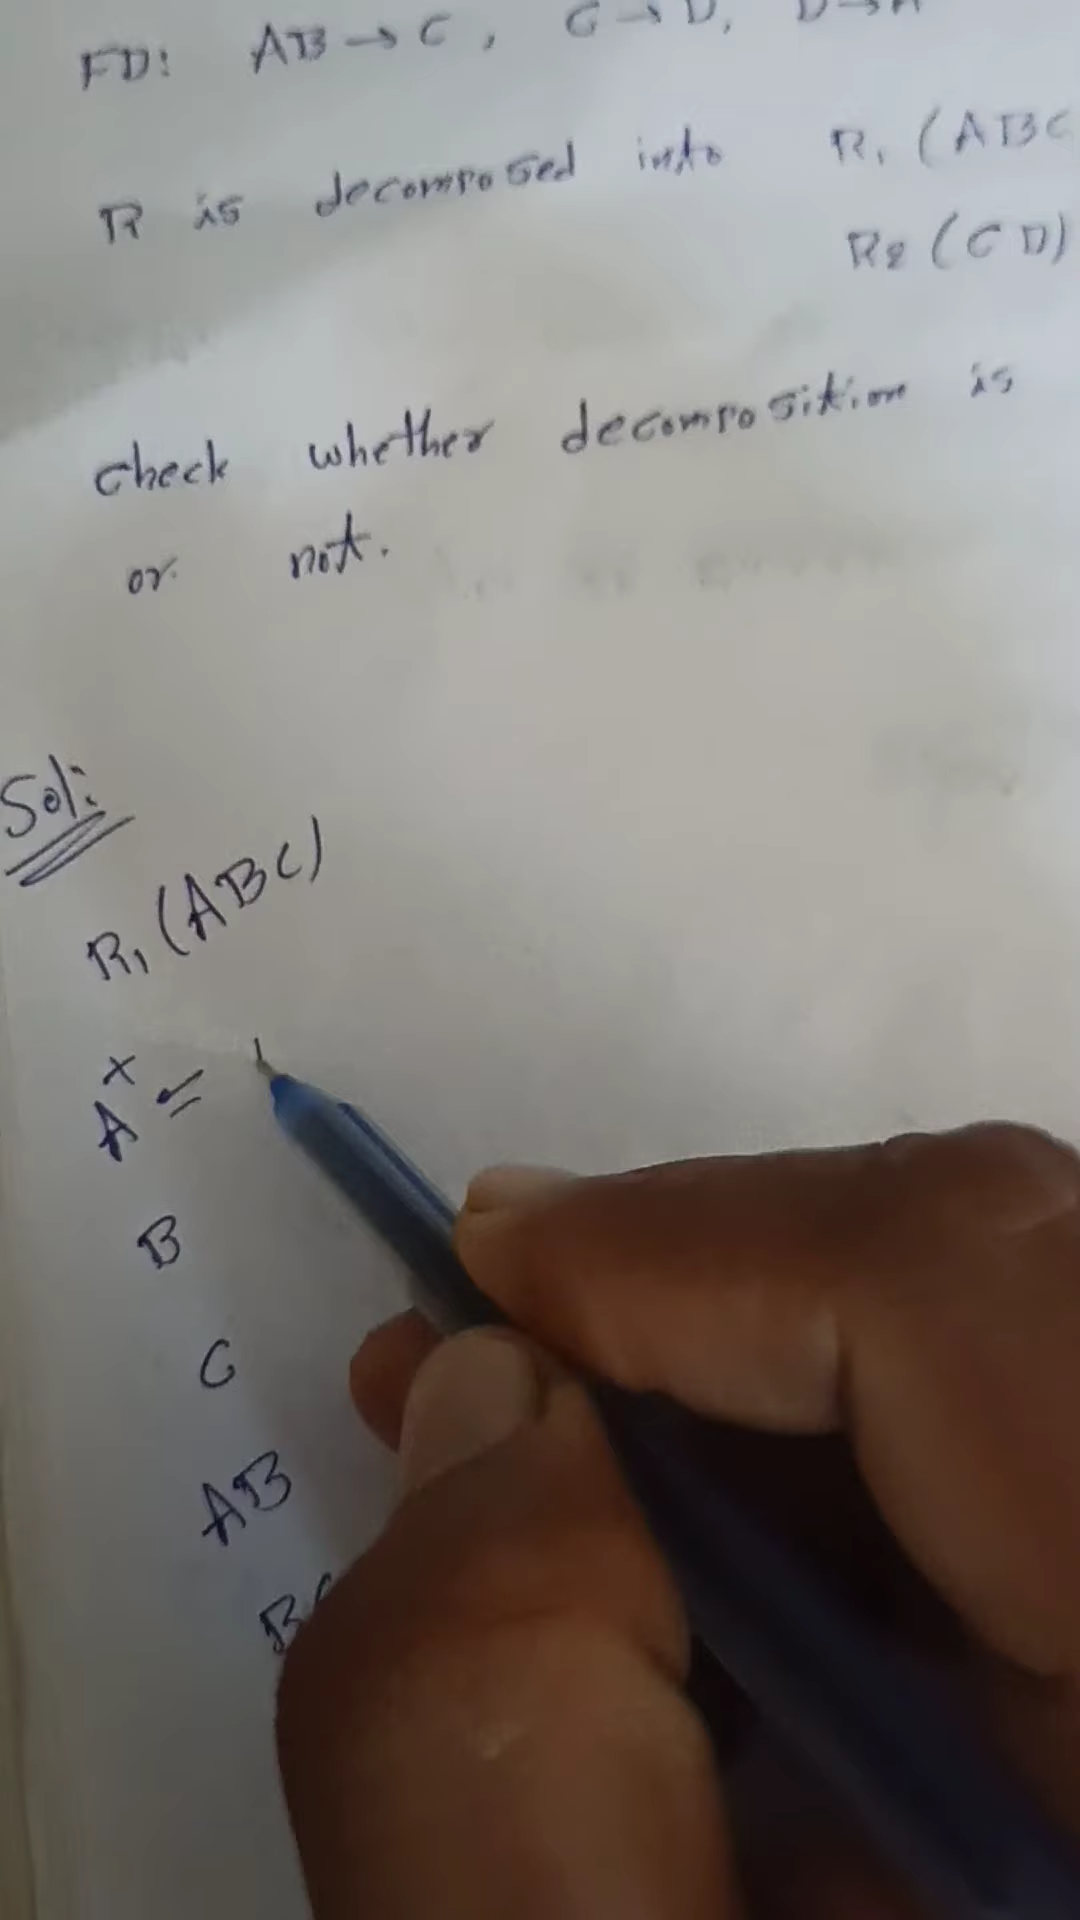 FD: AB → C, C → D, D → A
R is decomposed into R1 (ABC
R2 (CD)
check whether decomposition is
or not.
Sol:
R1 (ABC)
A+ =
B
C
AB
BC